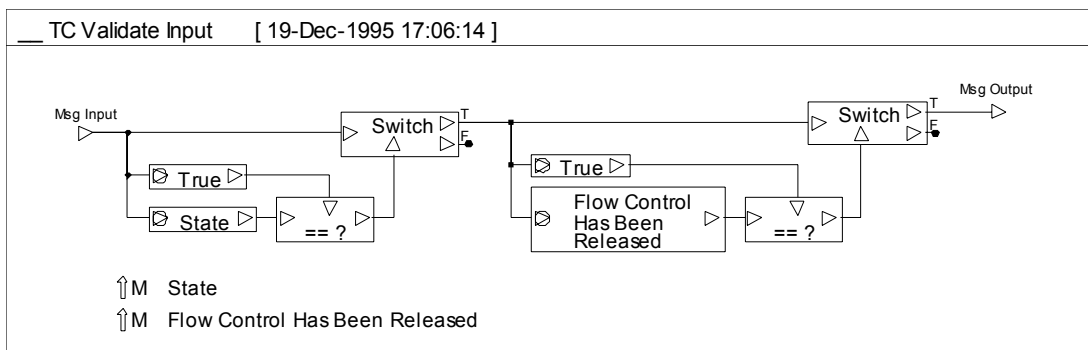 __ TC Validate Input [ 19-Dec-1995 17:06:14 ]
Msg Output
Msg Input
T
T
Switch
F
Switch
F
True
True
State
== ?
Flow Control
Has Been
Released
== ?
⇧M State
⇧M Flow Control Has Been Released